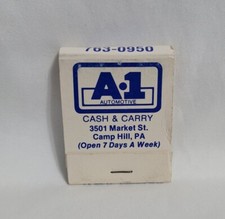 763-0950
A·1
AUTOMOTIVE
CASH & CARRY
3501 Market St.
Camp Hill, PA
(Open 7 Days A Week)